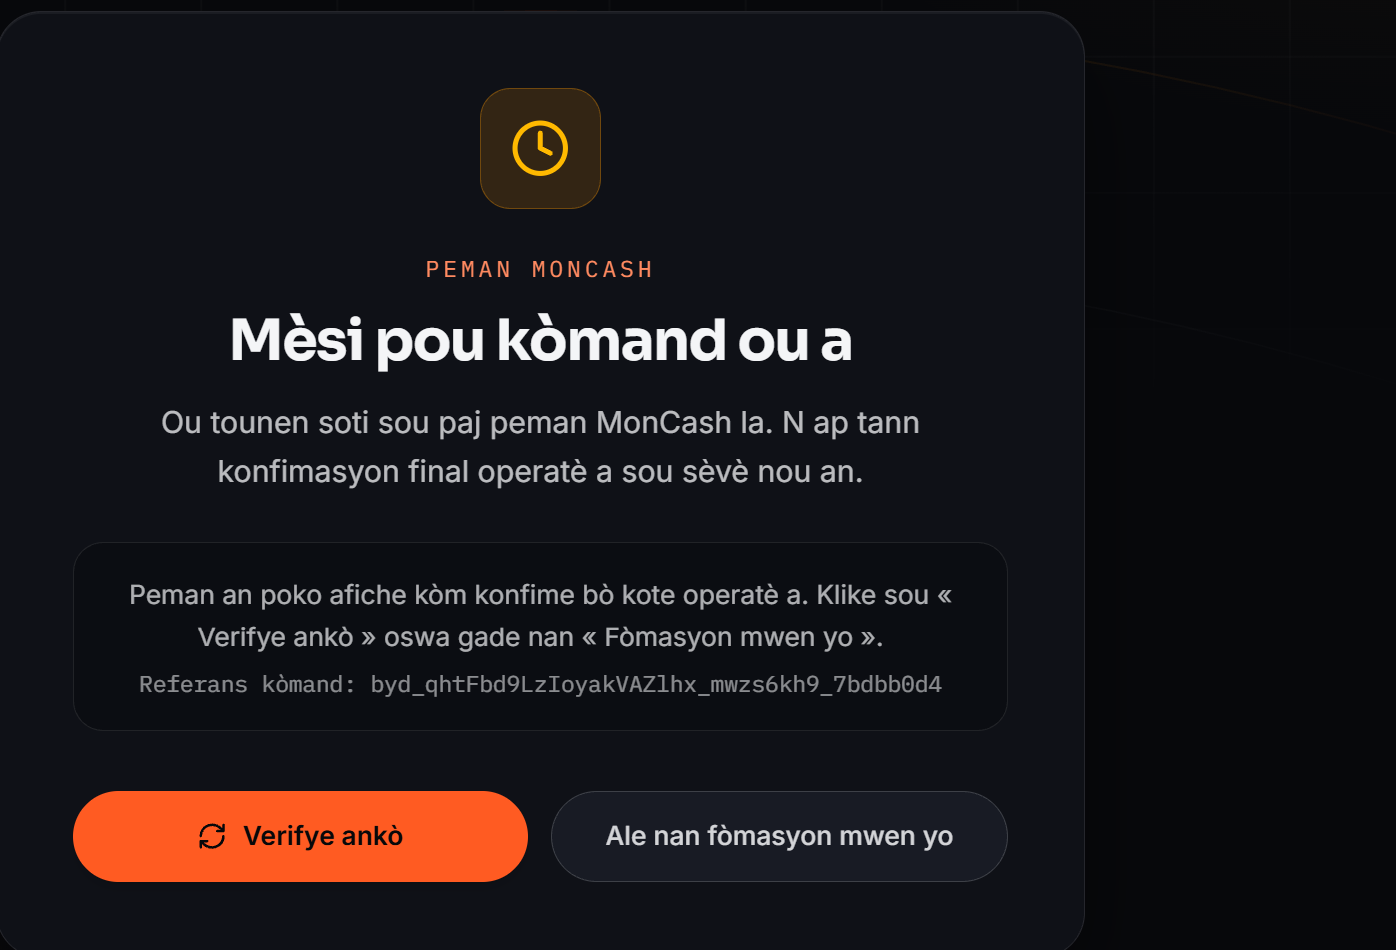 PEMAN MONCASH
Mèsi pou kòmand ou a
Ou tounen soti sou paj peman MonCash la. N ap tann
konfimasyon final operatè a sou sèvè nou an.
Peman an poko afiche kòm konfime bò kote operatè a. Klike sou «
Verifye ankò » oswa gade nan « Fòmasyon mwen yo ».
Referans kòmand: byd_qhtFbd9LzIoyakVAZlhx_mwzs6kh9_7bdbb0d4
Verifye ankò
Ale nan fòmasyon mwen yo